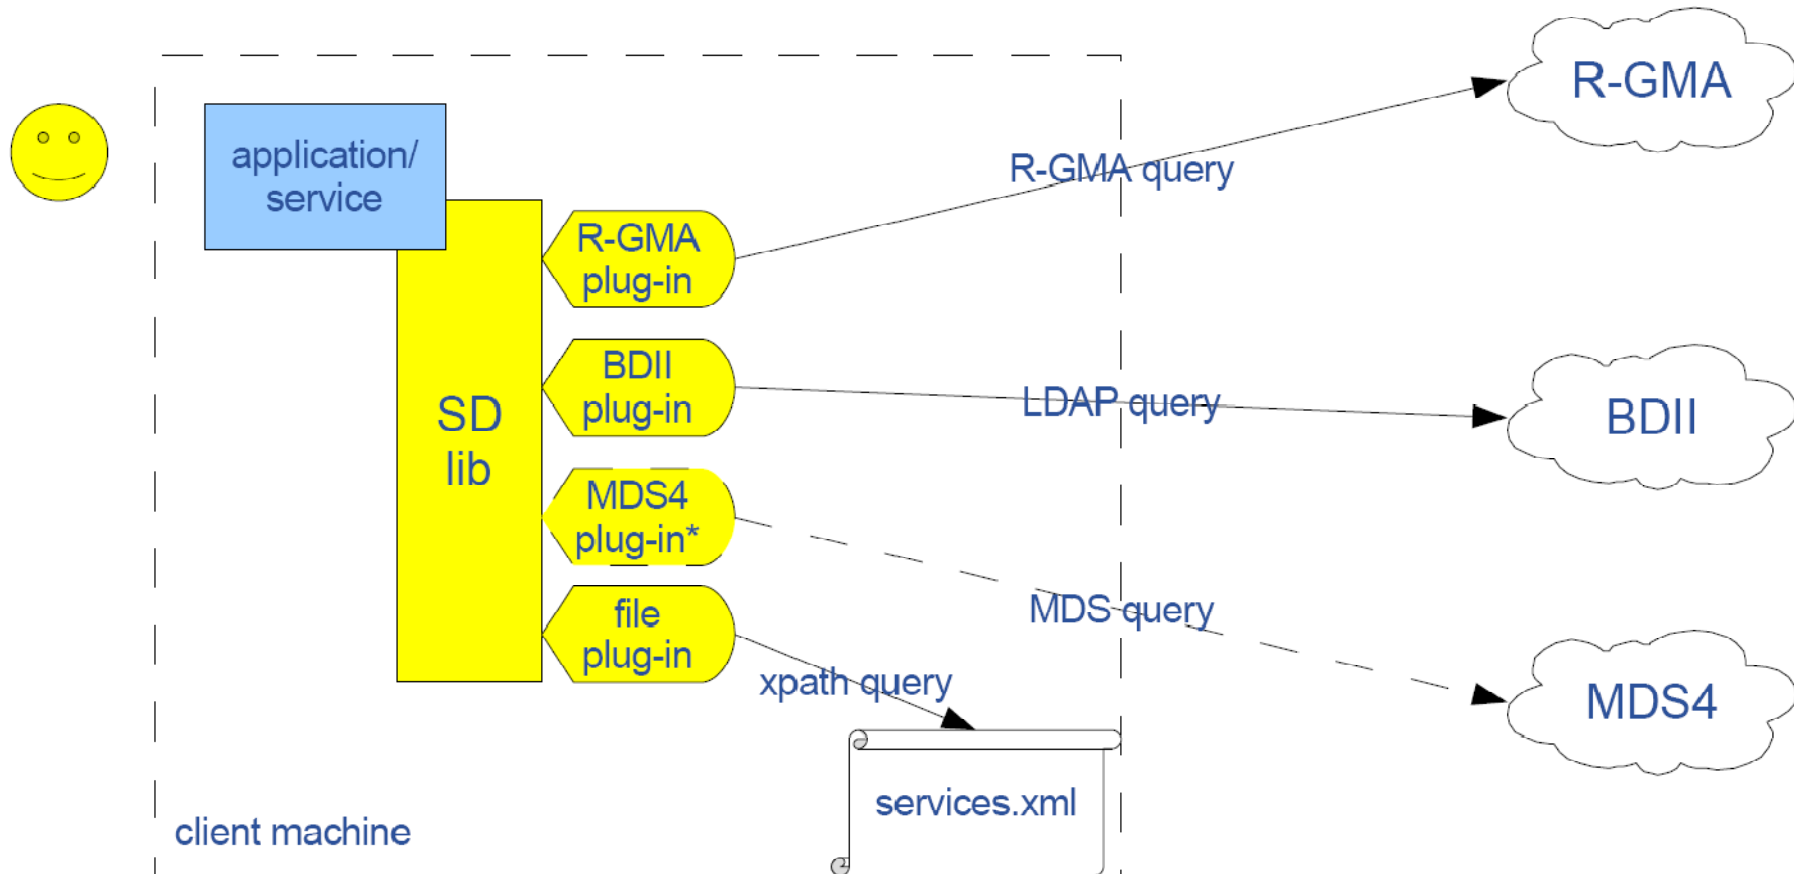 R-GMA
application/
service
R-GMA query
R-GMA
plug-in
BDII
plug-in
LDAP query
BDII
SD
lib
MDS4
plug-in*
MDS query
file
plug-in
xpath query
MDS4
services.xml
client machine